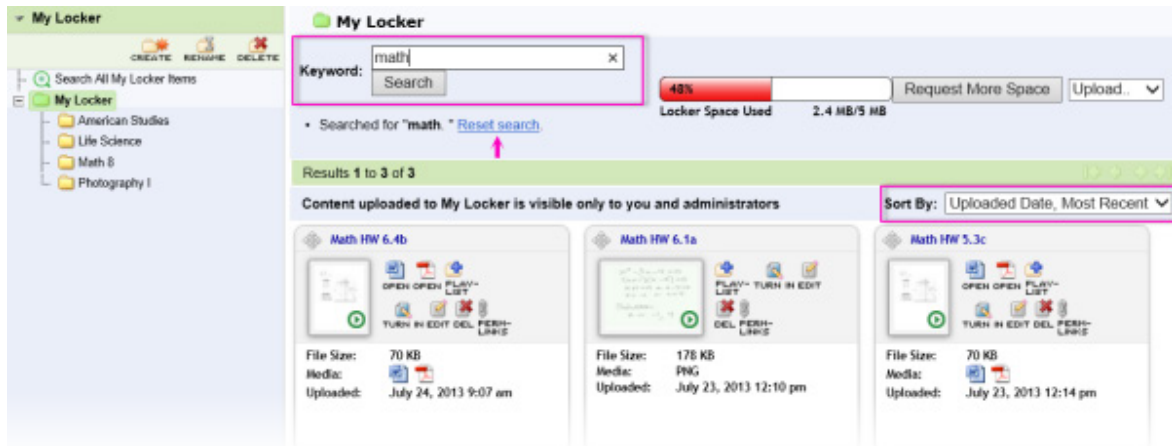 My Locker
CREATE RENAME DELETE
Search All My Locker Items
My Locker
American Studies
Life Science
Math 8
Photography I
My Locker
Keyword: math ×
Search
48%
Request More Space
Upload..
Locker Space Used 2.4 MB/5 MB
• Searched for "math. " Reset search.
Results 1 to 3 of 3
Content uploaded to My Locker is visible only to you and administrators
Sort By: Uploaded Date, Most Recent
Math HW 6.4b
OPEN OPEN PLAY-LIST
TURN IN EDIT DEL PERM-LINKS
File Size: 70 KB
Media:
Uploaded: July 24, 2013 9:07 am
Math HW 6.1a
PLAY-LIST TURN IN EDIT
DEL PERM-LINKS
File Size: 178 KB
Media: PNG
Uploaded: July 23, 2013 12:10 pm
Math HW 5.3c
OPEN OPEN PLAY-LIST
TURN IN EDIT DEL PERM-LINKS
File Size: 70 KB
Media:
Uploaded: July 23, 2013 12:14 pm